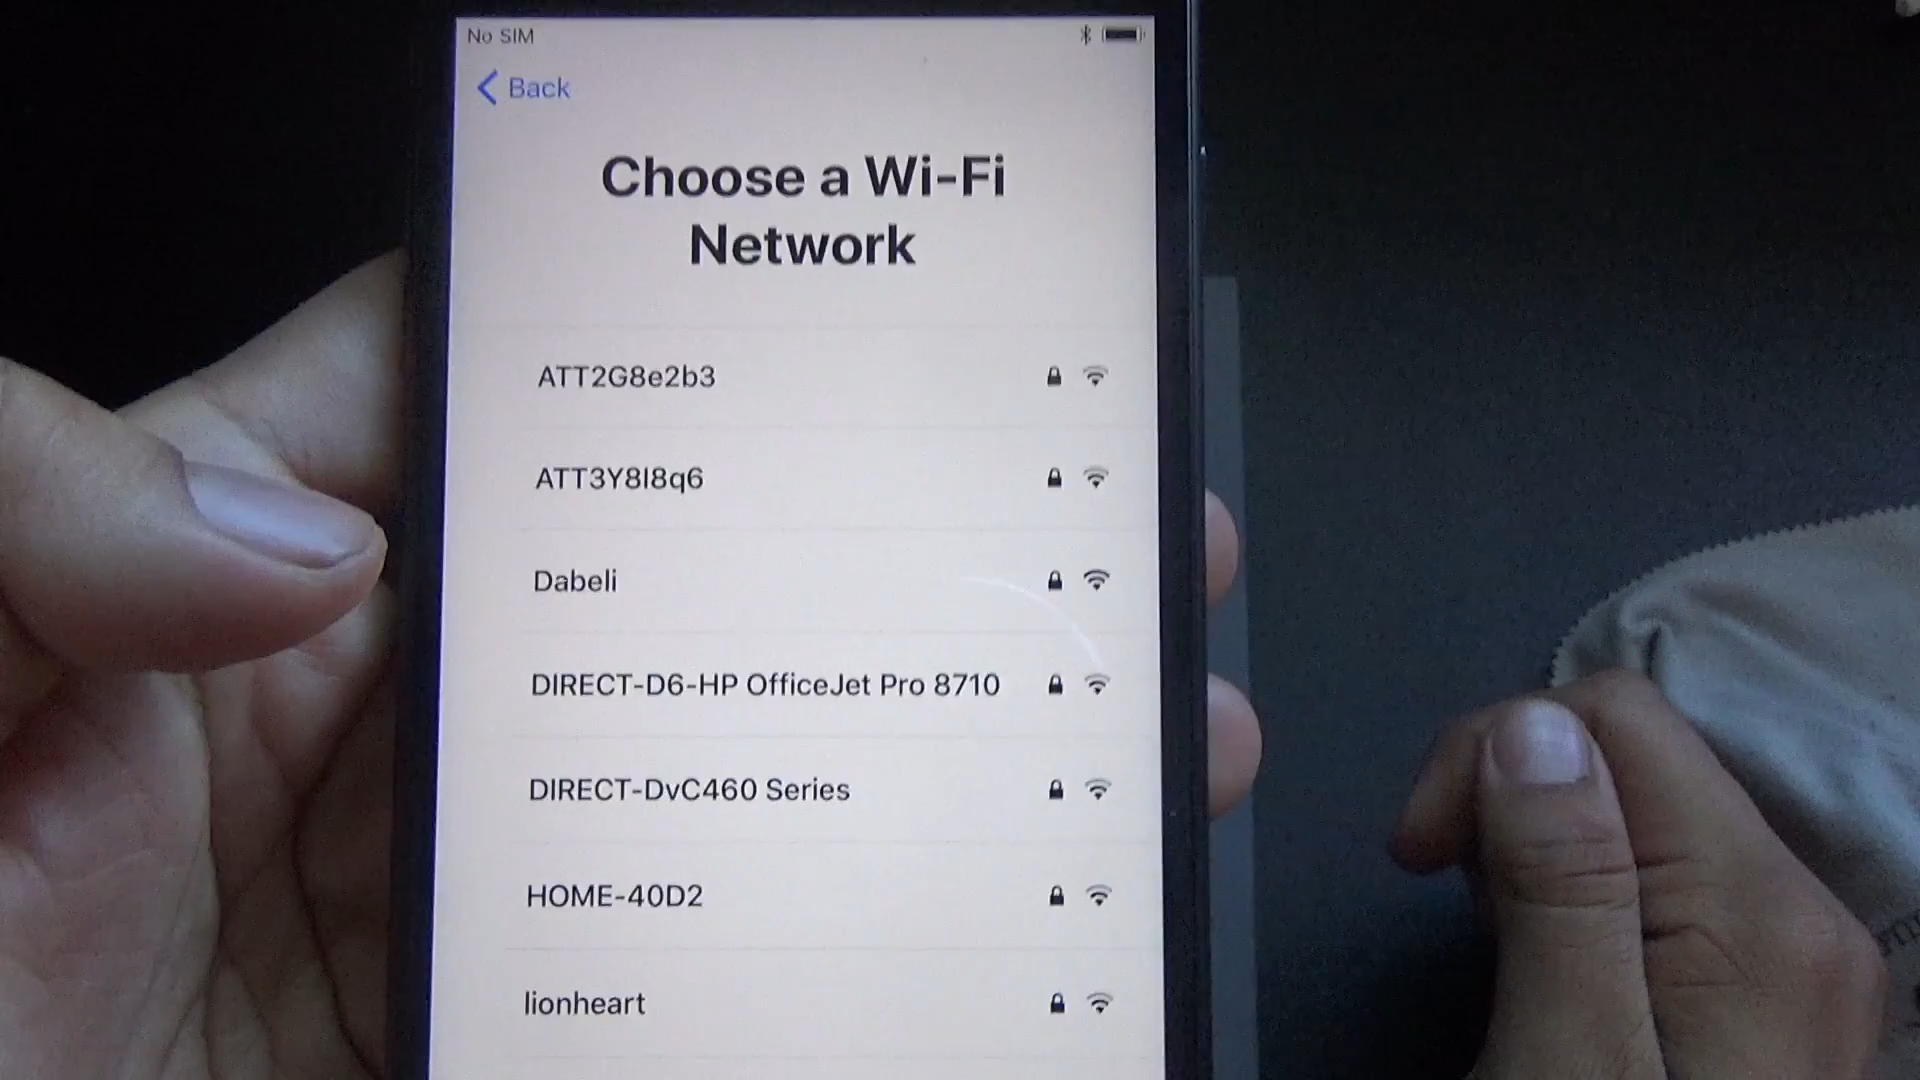 No SIM
Back
Choose a Wi-Fi
Network
ATT2G8e2b3
ATT3Y8I8q6
Dabeli
DIRECT-D6-HP OfficeJet Pro 8710
DIRECT-DvC460 Series
HOME-40D2
lionheart